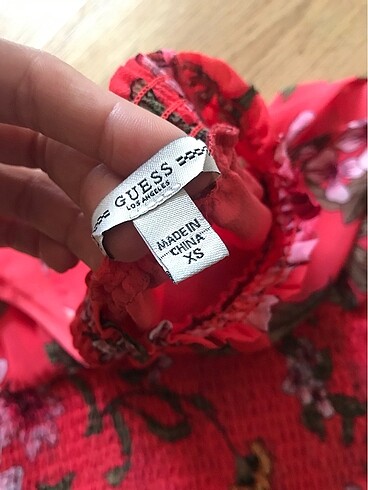 GUESS
LOS ANGELES
MADE IN
CHINA
XS